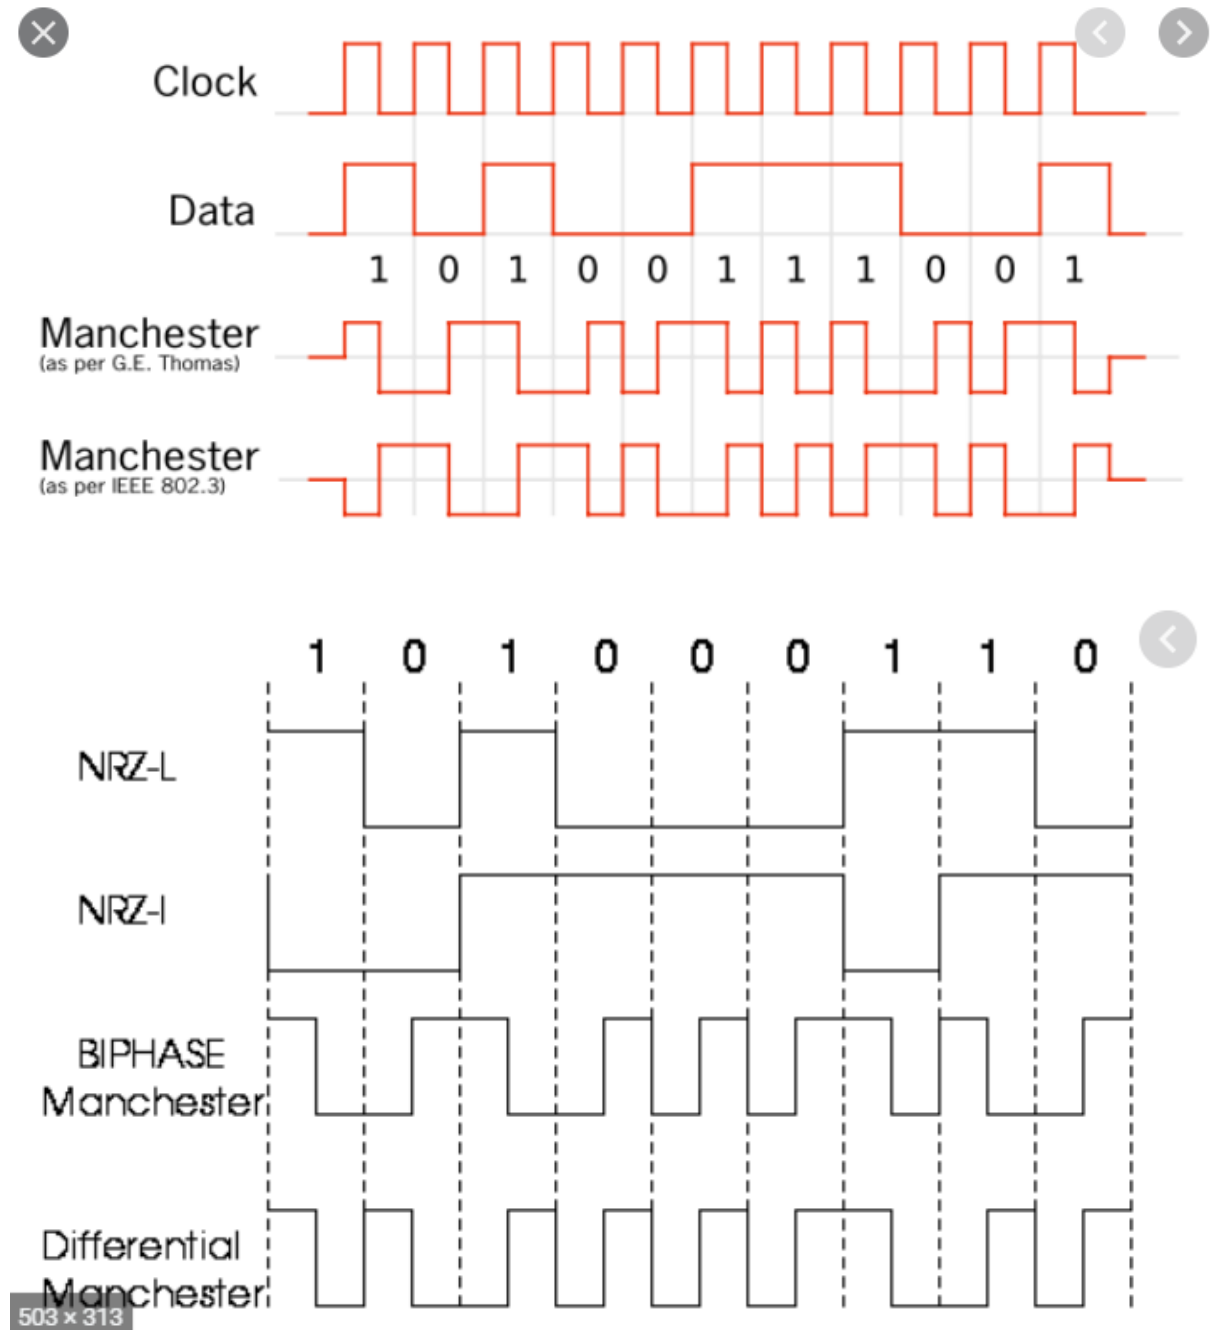 Clock
Data
1 0 1 0 0 1 1 1 0 0 1
Manchester
(as per G.E. Thomas)
Manchester
(as per IEEE 802.3)
1 0 1 0 0 0 1 1 0
NRZ-L
NRZ-I
BIPHASE
Manchester
Differential
Manchester
503 × 313